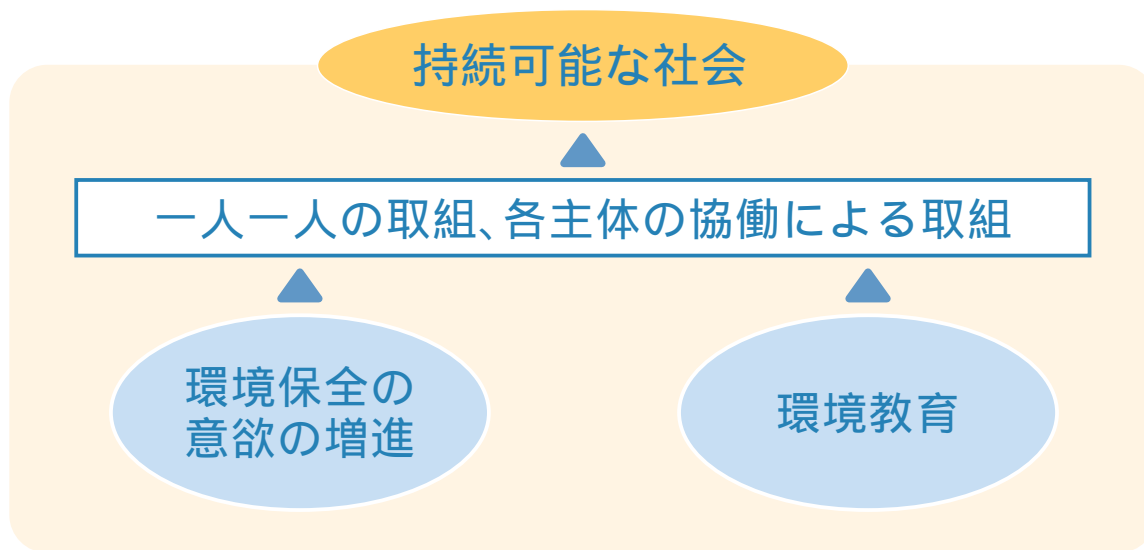 持続可能な社会
一人一人の取組、各主体の協働による取組
環境保全の
意欲の増進
環境教育